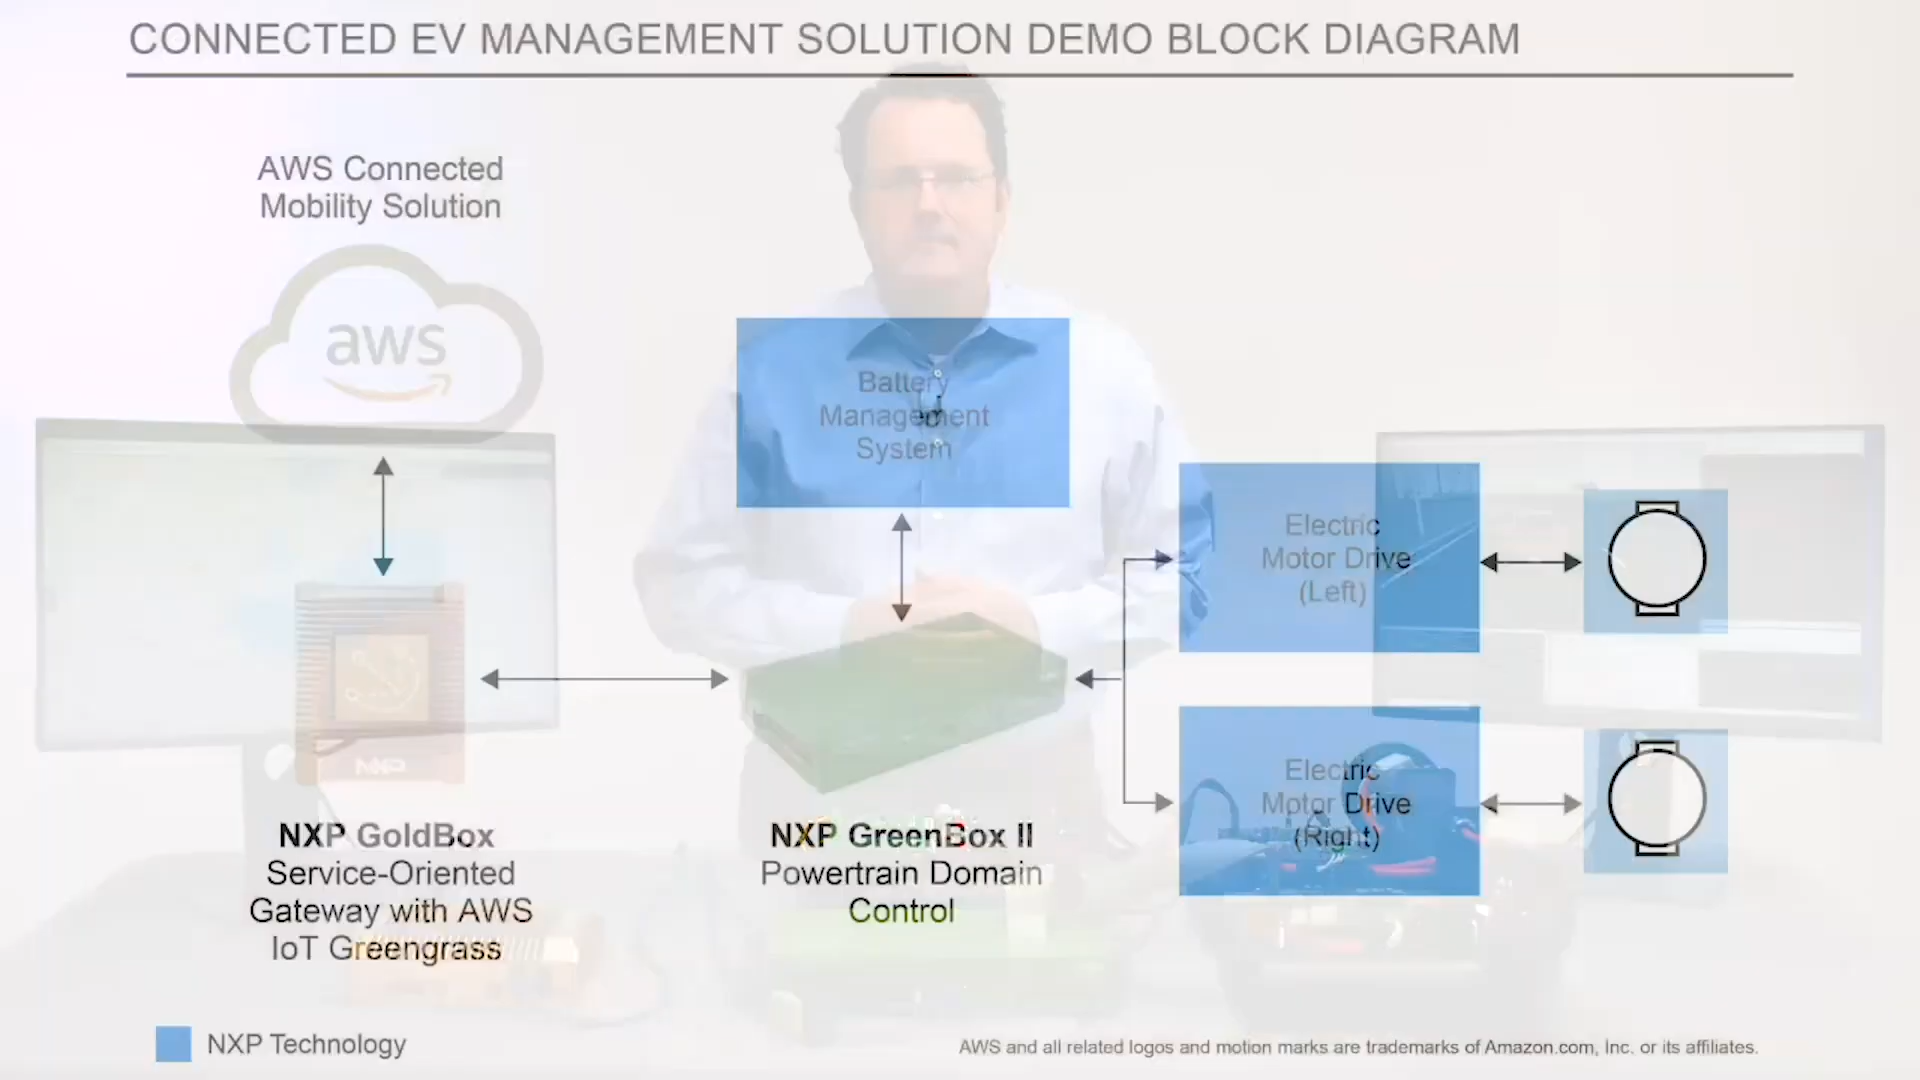 CONNECTED EV MANAGEMENT SOLUTION DEMO BLOCK DIAGRAM
AWS Connected
Mobility Solution
aws
Battery
Management
System
Electric
Motor Drive
(Left)
Electric
Motor Drive
(Right)
NXP
NXP GoldBox
Service-Oriented
Gateway with AWS
IoT Greengrass
NXP GreenBox II
Powertrain Domain
Control
NXP Technology
AWS and all related logos and motion marks are trademarks of Amazon.com, Inc. or its affiliates.